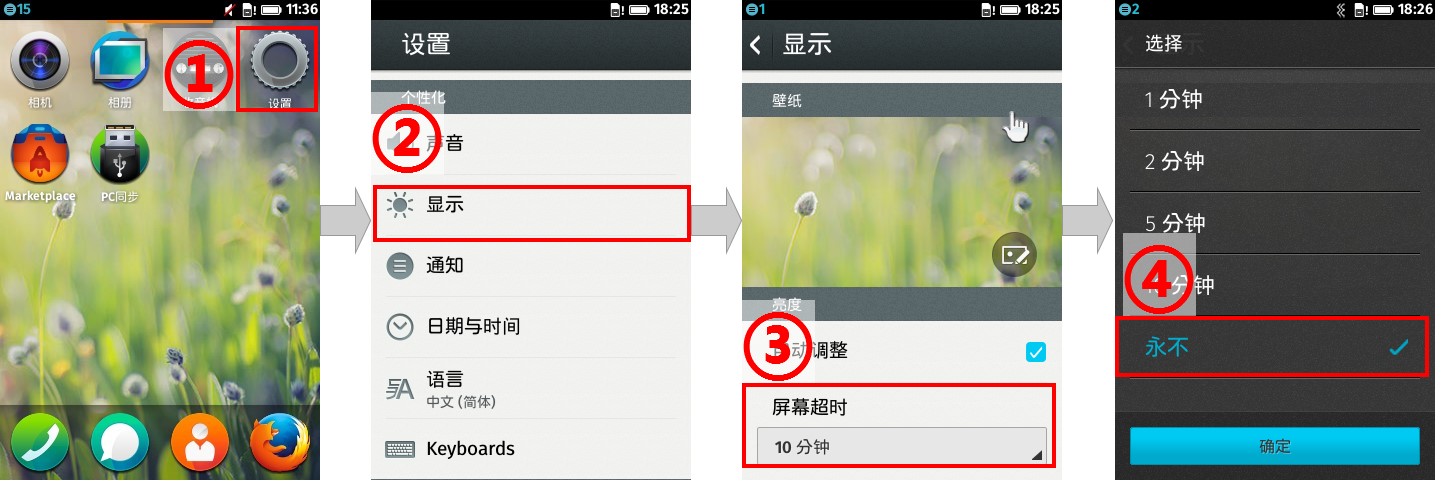 15
11:36
①
相机
相册
设置
Marketplace
PC同步
18:25
设置
个性化
②
声音
显示
通知
日期与时间
语言
中文 (简体)
Keyboards
1
18:25
显示
壁纸
亮度
③
自动调整
屏幕超时
10 分钟
2
18:26
选择
1 分钟
2 分钟
5 分钟
④
分钟
永不
确定